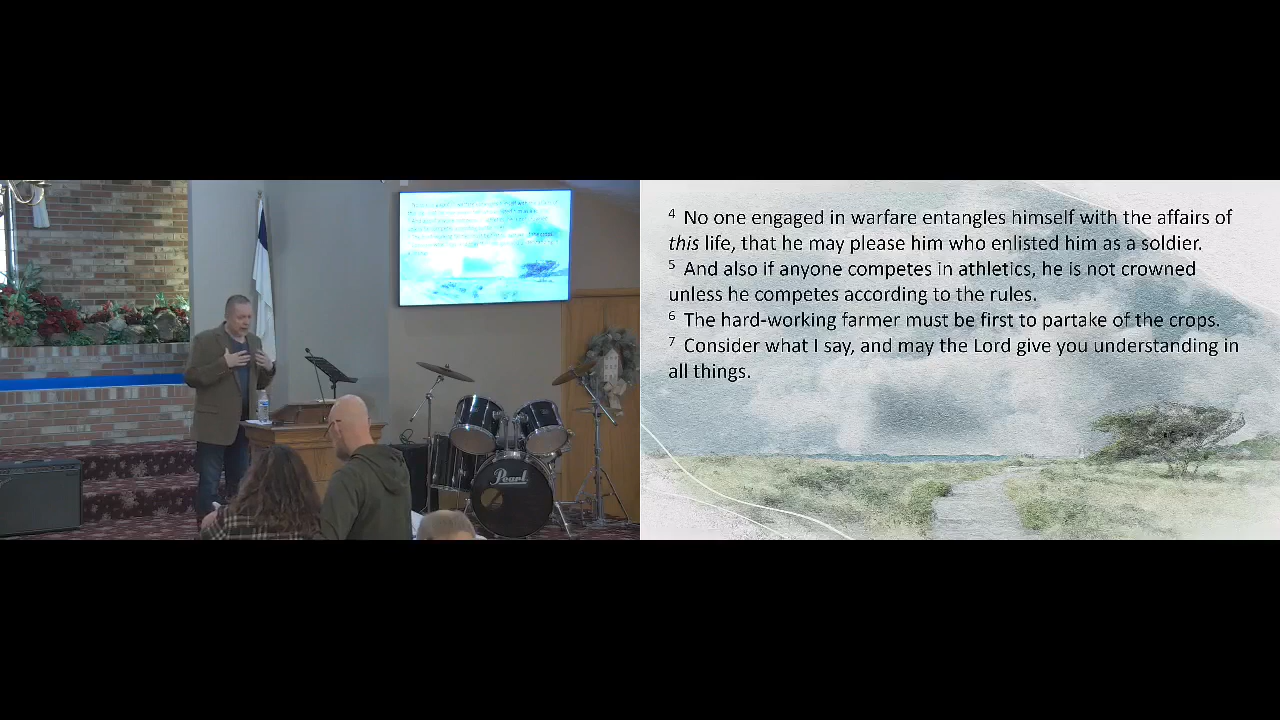 4 No one engaged in warfare entangles himself with the affairs of
this life, that he may please him who enlisted him as a soldier.
5 And also if anyone competes in athletics, he is not crowned
unless he competes according to the rules.
6 The hard-working farmer must be first to partake of the crops.
7 Consider what I say, and may the Lord give you understanding in
all things.
Pearl